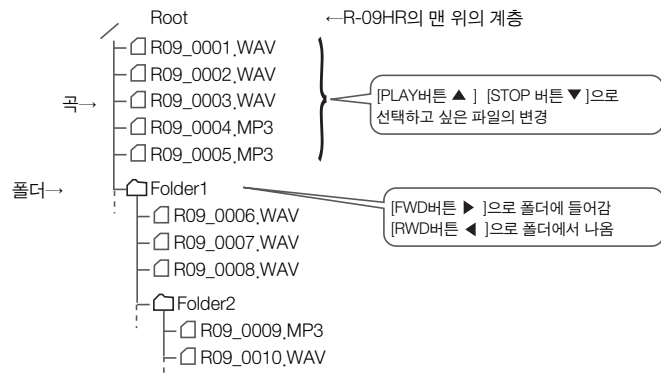 Root ←R-09HR의 맨 위의 계층
R09_0001.WAV
R09_0002.WAV
곡→ R09_0003.WAV
R09_0004.MP3
R09_0005.MP3
[PLAY버튼 ▲ ] [STOP 버튼 ▼ ]으로
선택하고 싶은 파일의 변경
폴더→ Folder1
[FWD버튼 ▶ ]으로 폴더에 들어감
[RWD버튼 ◀ ]으로 폴더에서 나옴
R09_0006.WAV
R09_0007.WAV
R09_0008.WAV
Folder2
R09_0009.MP3
R09_0010.WAV